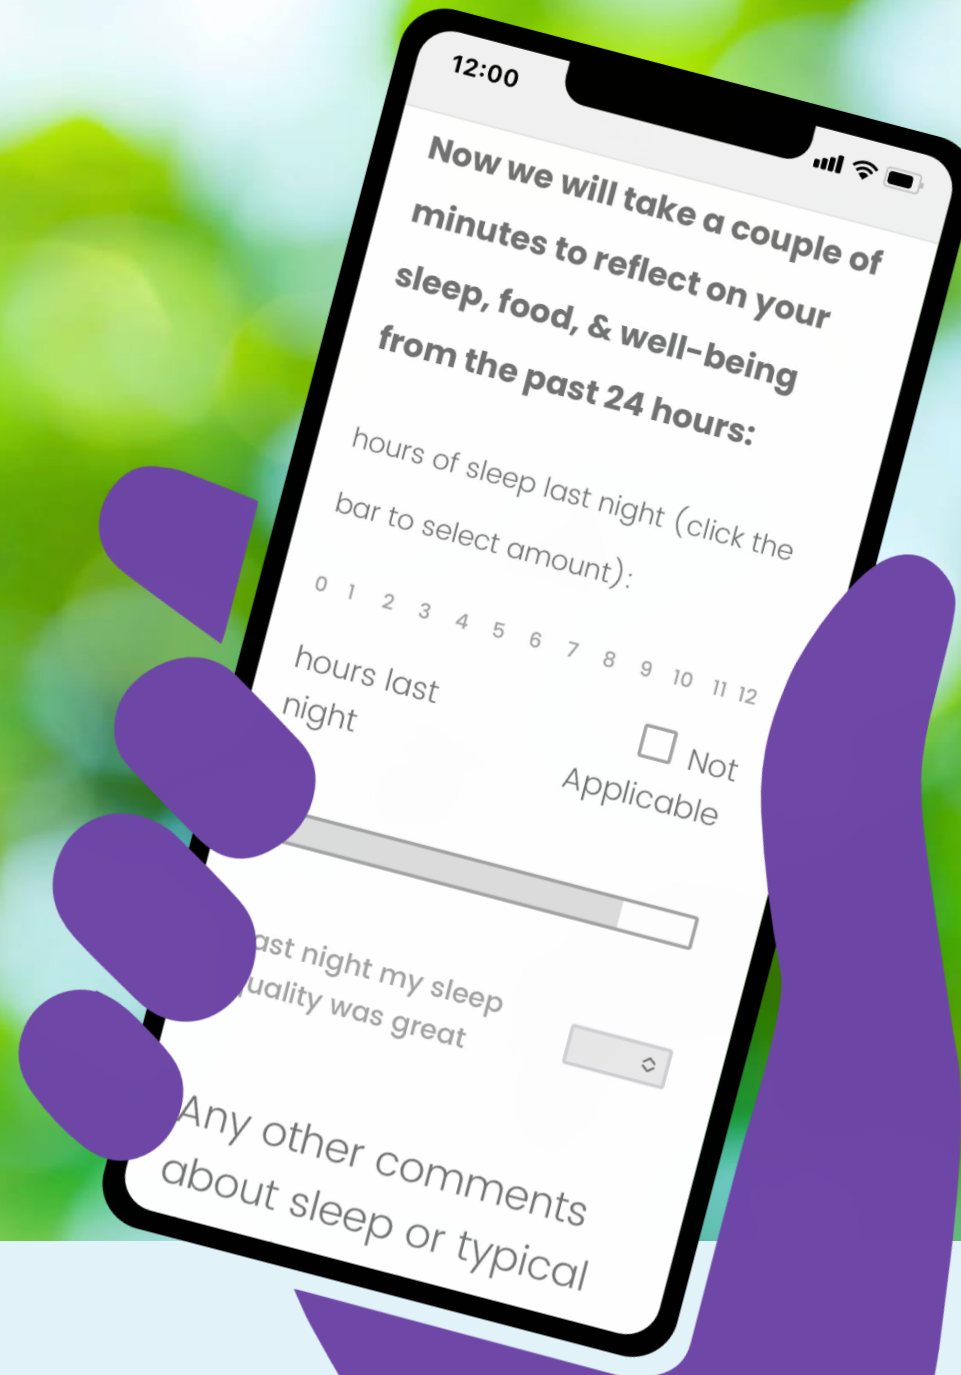 12:00
Now we will take a couple of
minutes to reflect on your
sleep, food, & well-being
from the past 24 hours:
hours of sleep last night (click the
bar to select amount):
0 1 2 3 4 5 6 7 8 9 10 11 12
hours last
night
Not
Applicable
ast night my sleep
uality was great
Any other comments
about sleep or typical